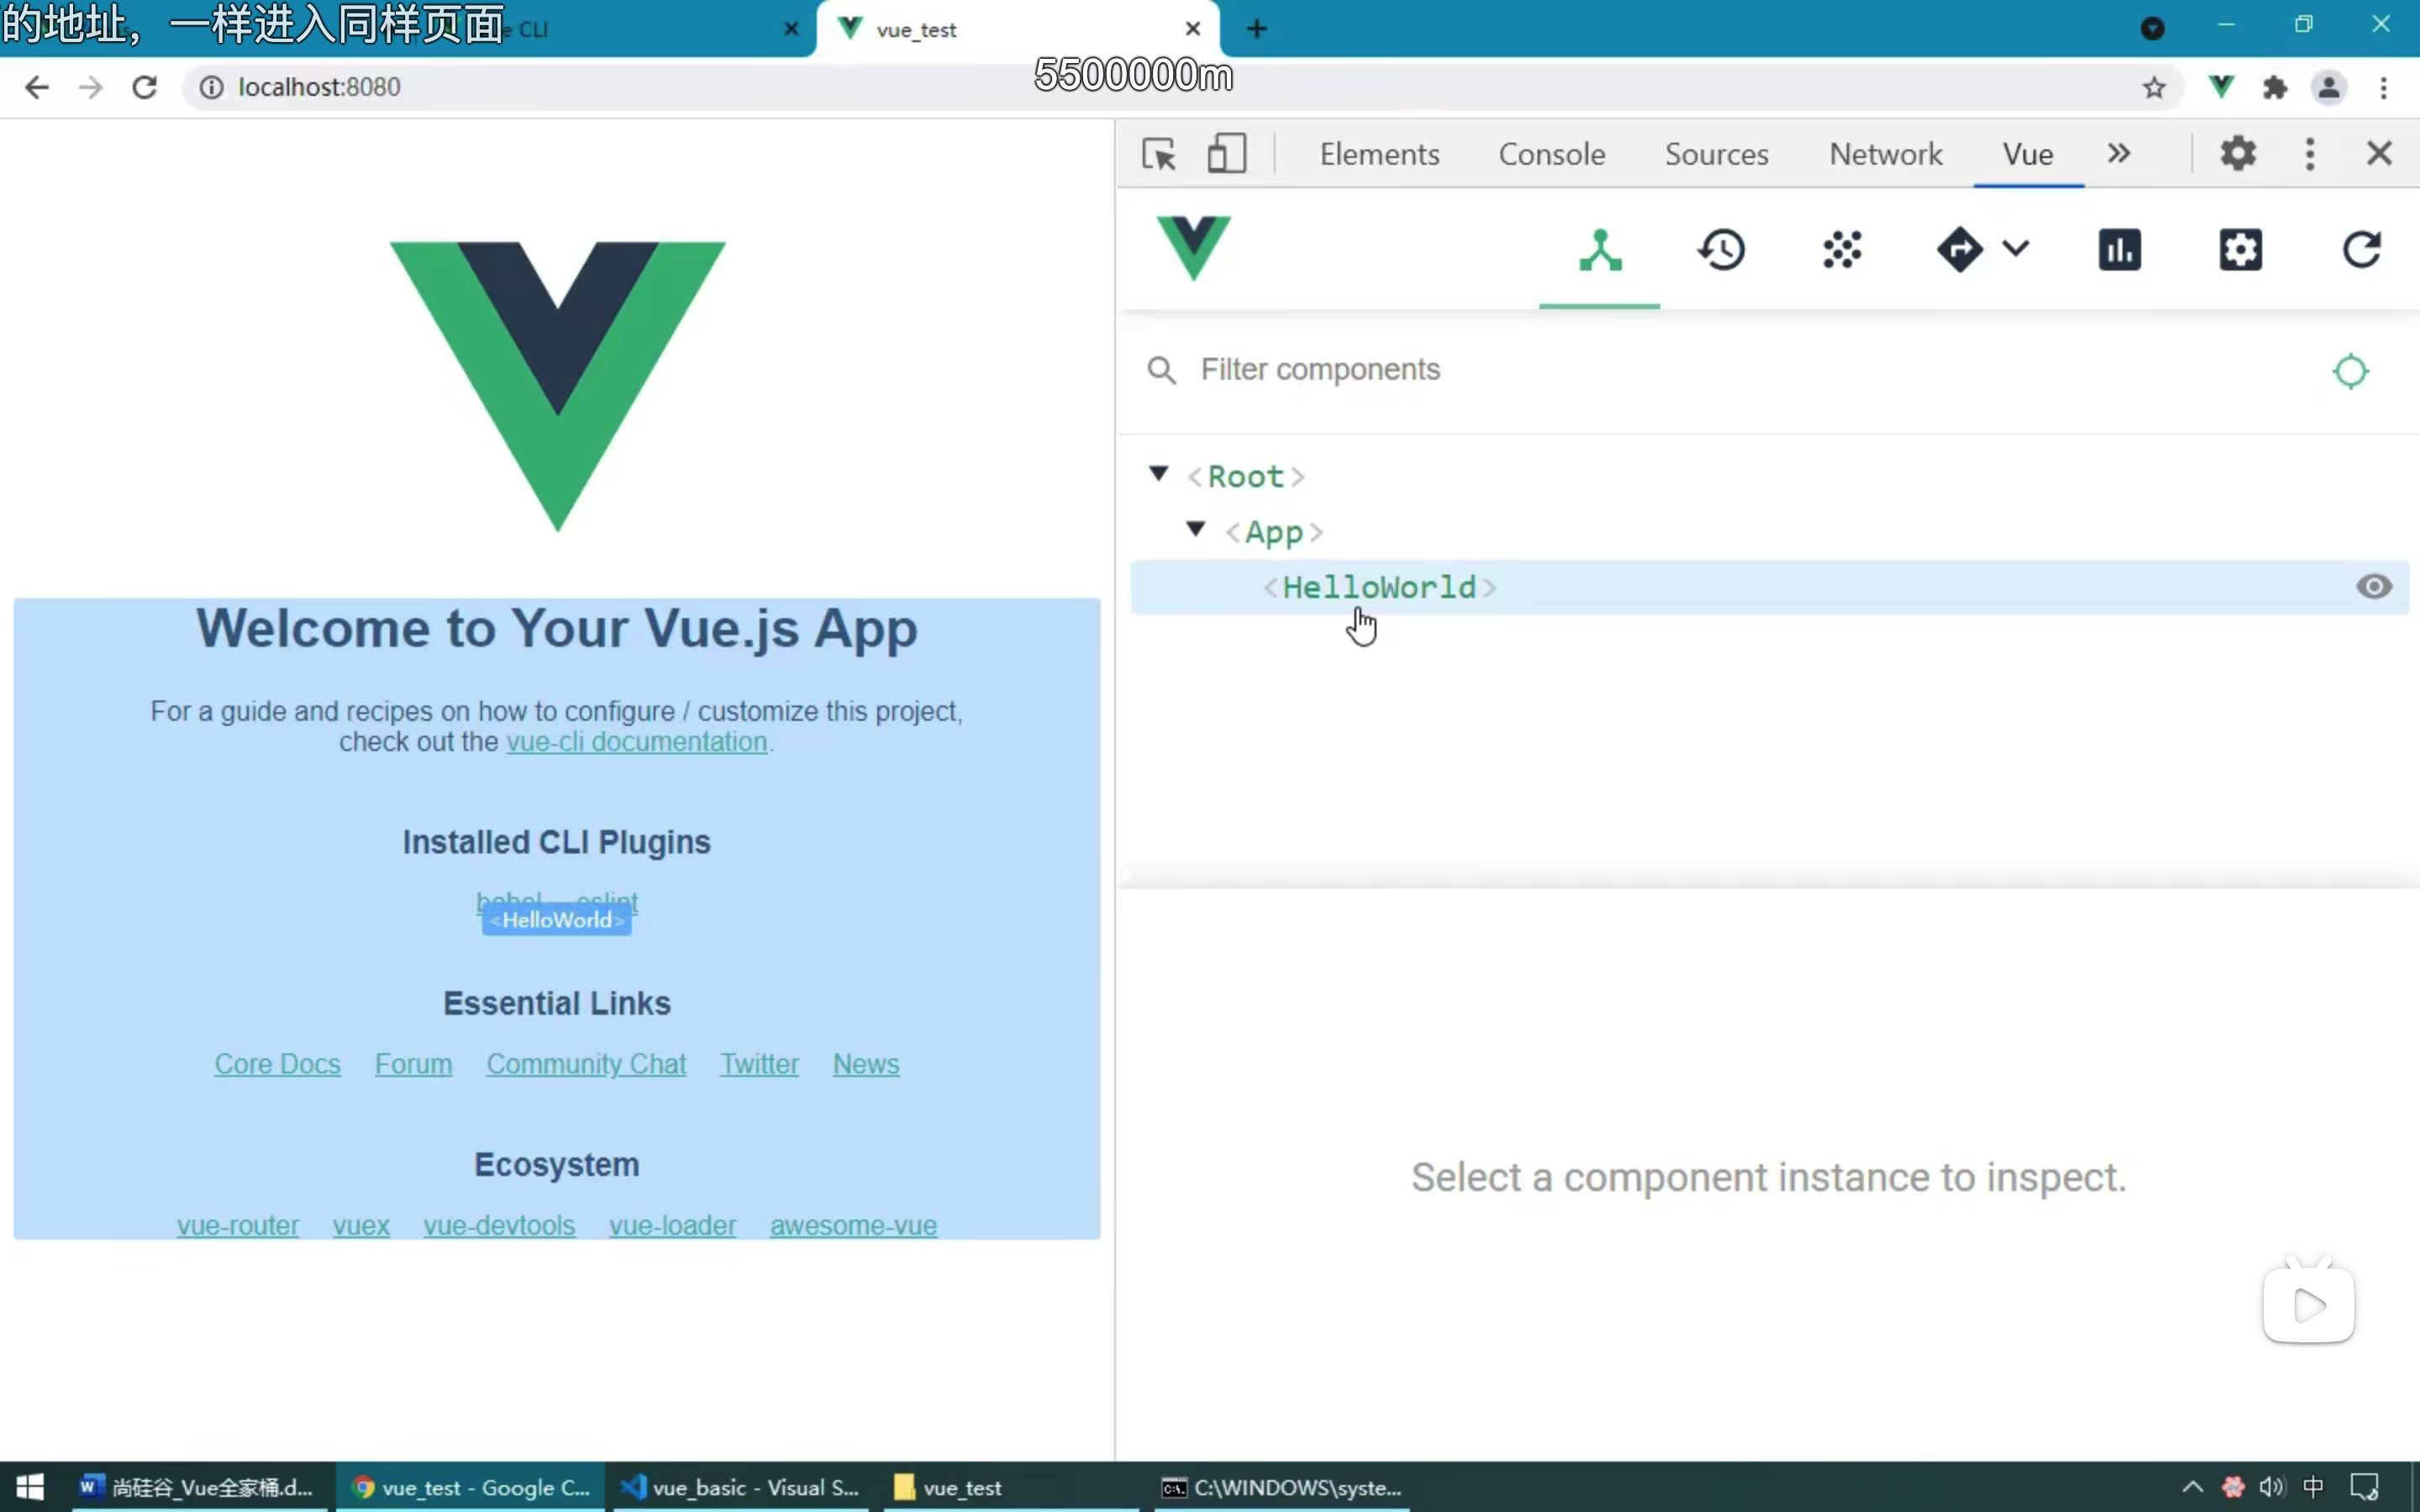 的地址，一样进入同样页面
CLI
vue_test
5500000m
localhost:8080
Elements
Console
Sources
Network
Vue
Filter components
<Root>
<App>
<HelloWorld>
Welcome to Your Vue.js App
For a guide and recipes on how to configure / customize this project,
check out the vue-cli documentation.
Installed CLI Plugins
babel eslint
<HelloWorld>
Essential Links
Core Docs Forum Community Chat Twitter News
Ecosystem
vue-router vuex vue-devtools vue-loader awesome-vue
Select a component instance to inspect.
尚硅谷_Vue全家桶.d...
vue_test - Google C...
vue_basic - Visual S...
vue_test
C:\WINDOWS\syste...
中